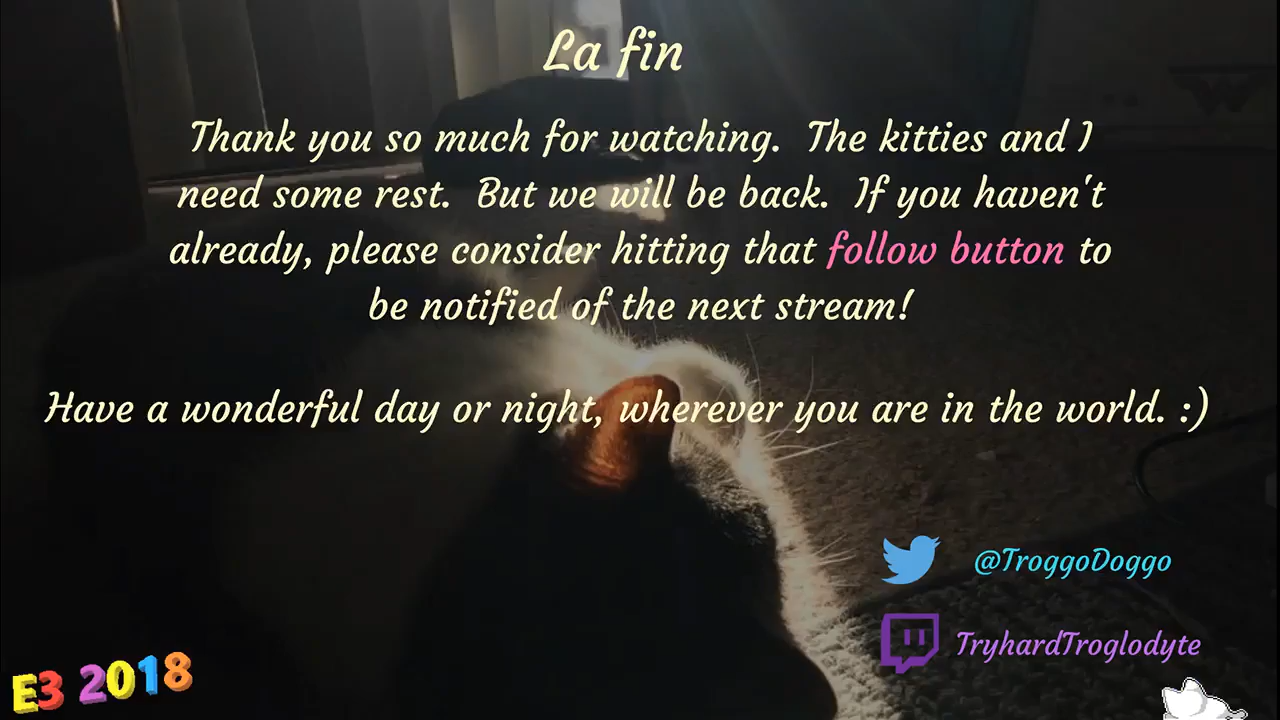 La fin
Thank you so much for watching.  The kitties and I
need some rest.  But we will be back.  If you haven't
already, please consider hitting that follow button to
be notified of the next stream!
Have a wonderful day or night, wherever you are in the world. :)
@TroggoDoggo
TryhardTroglodyte
E3 2018